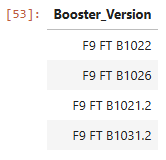 [53]: Booster_Version
F9 FT B1022
F9 FT B1026
F9 FT B1021.2
F9 FT B1031.2